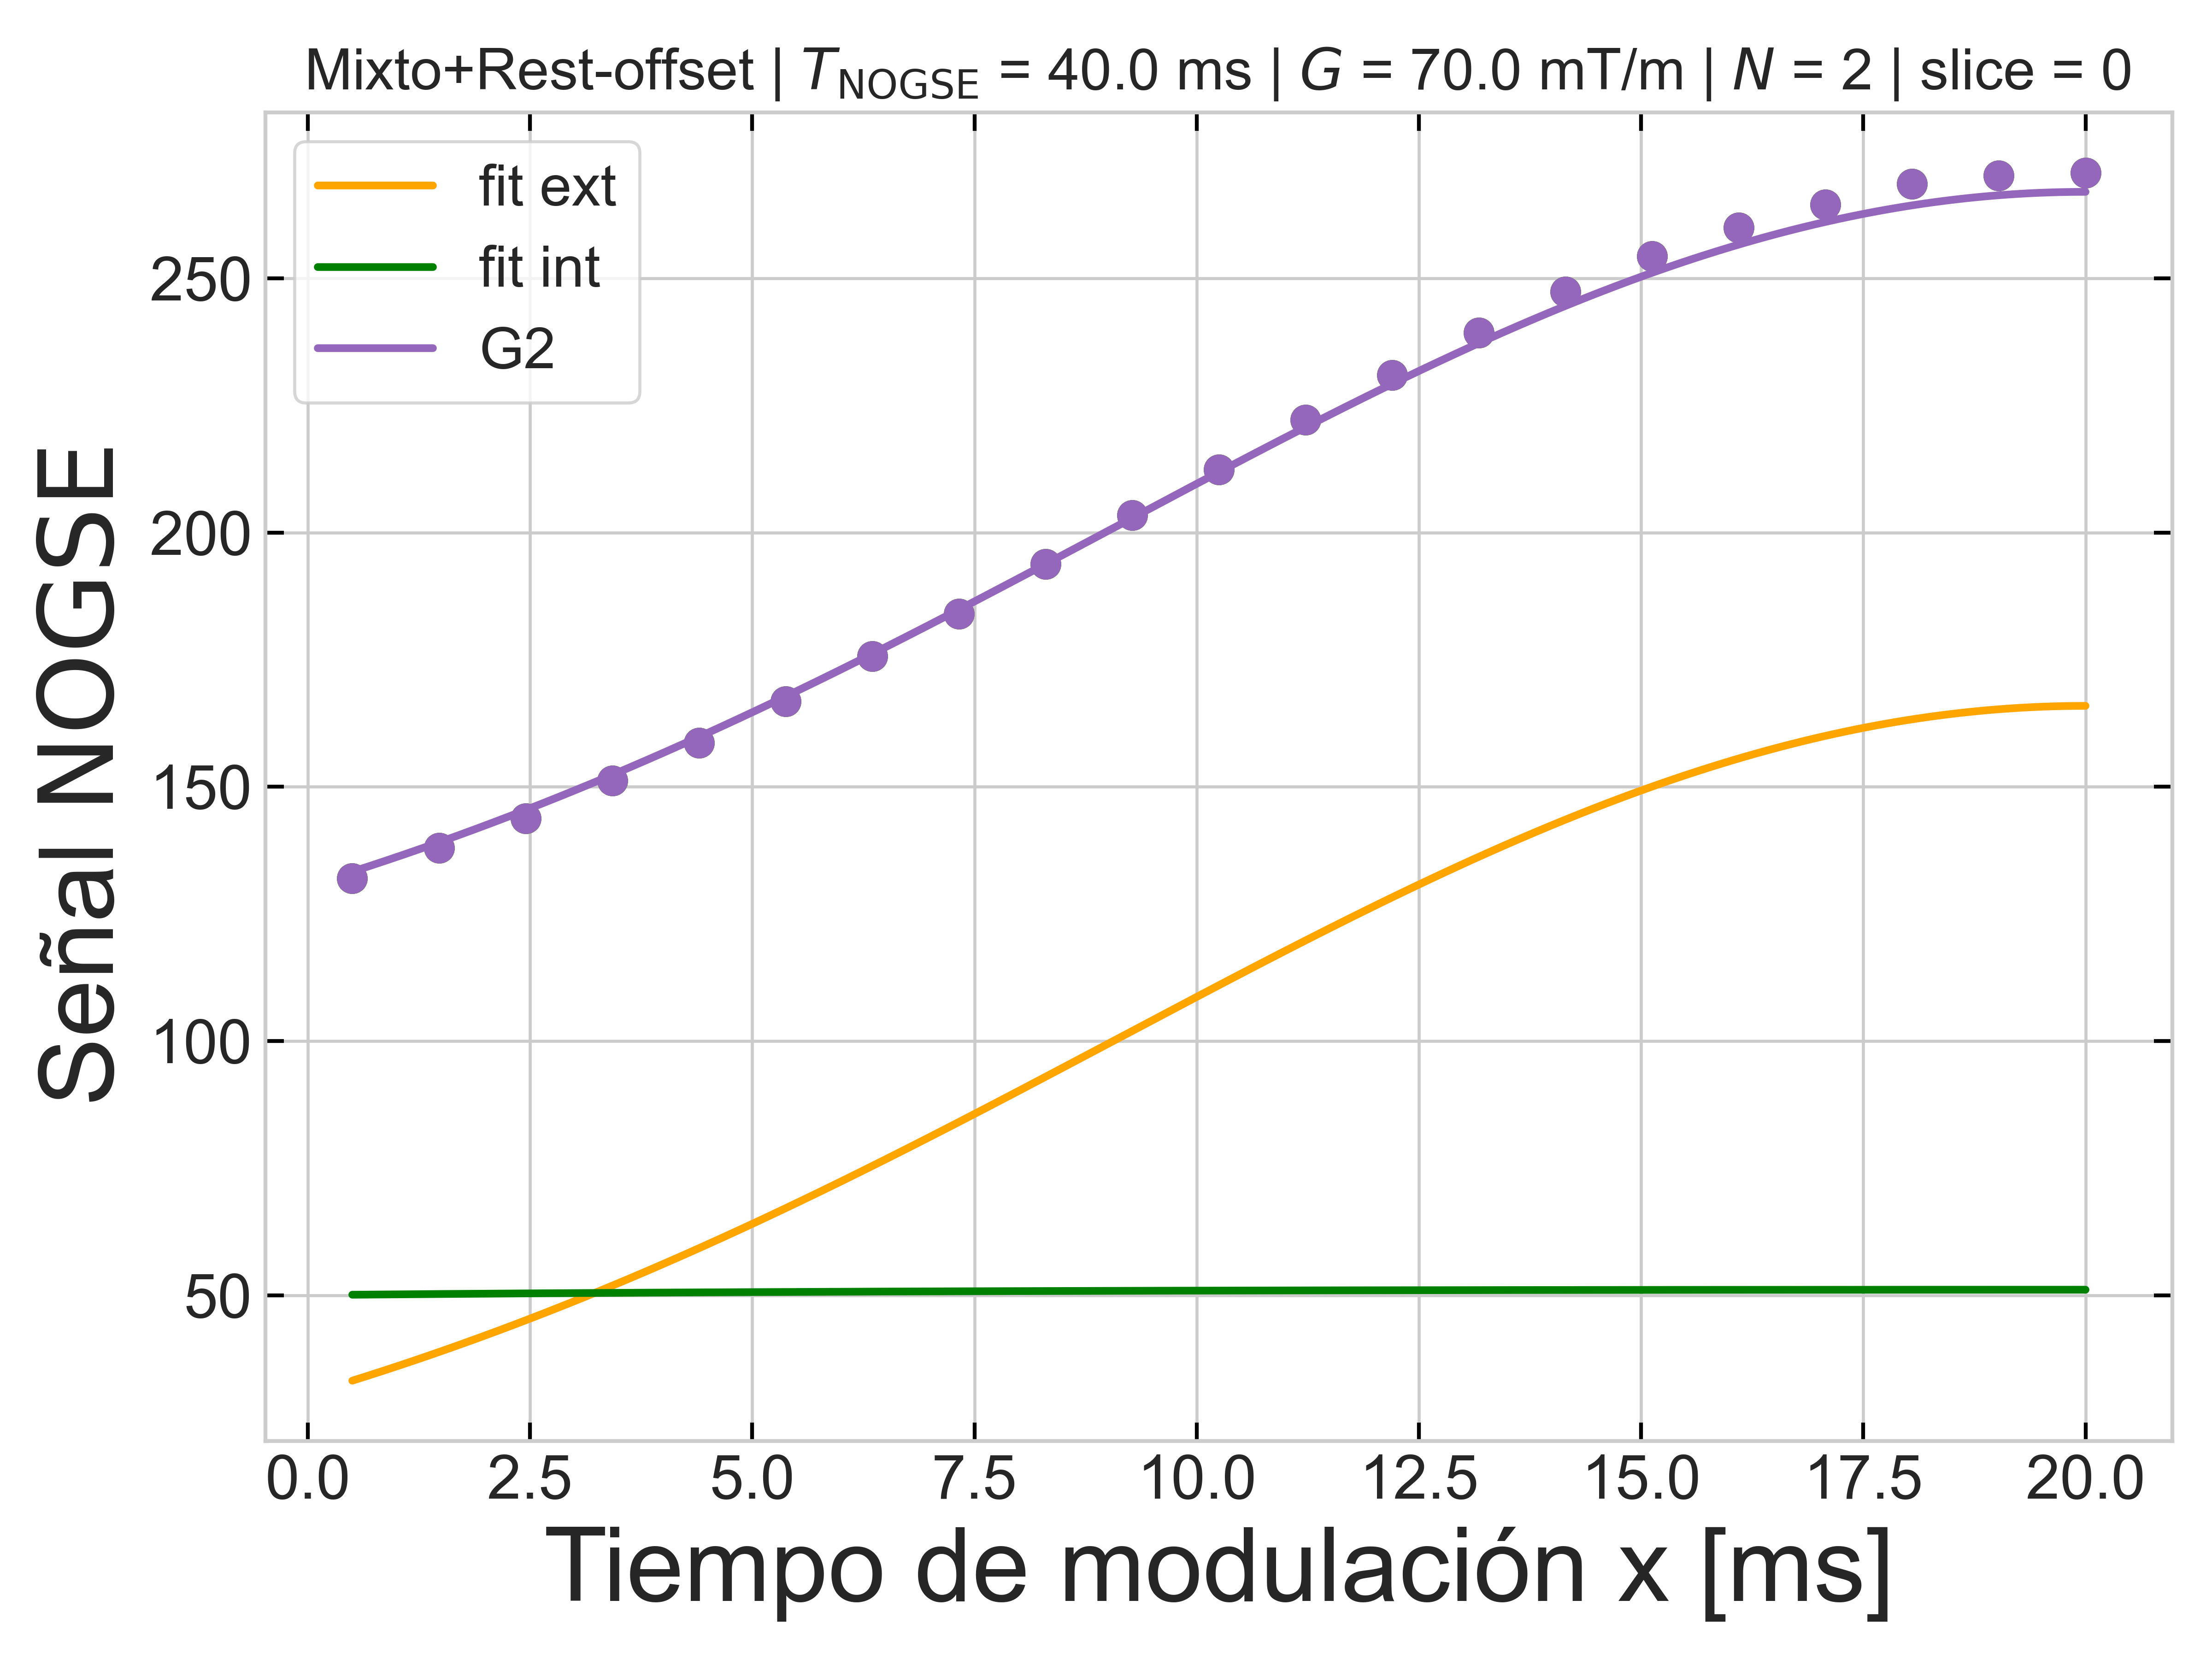 Mixto+Rest-offset | T_NOGSE = 40.0 ms | G = 70.0 mT/m | N = 2 | slice = 0
fit ext
fit int
G2
Señal NOGSE
250
200
150
100
50
0.0 2.5 5.0 7.5 10.0 12.5 15.0 17.5 20.0
Tiempo de modulación x [ms]